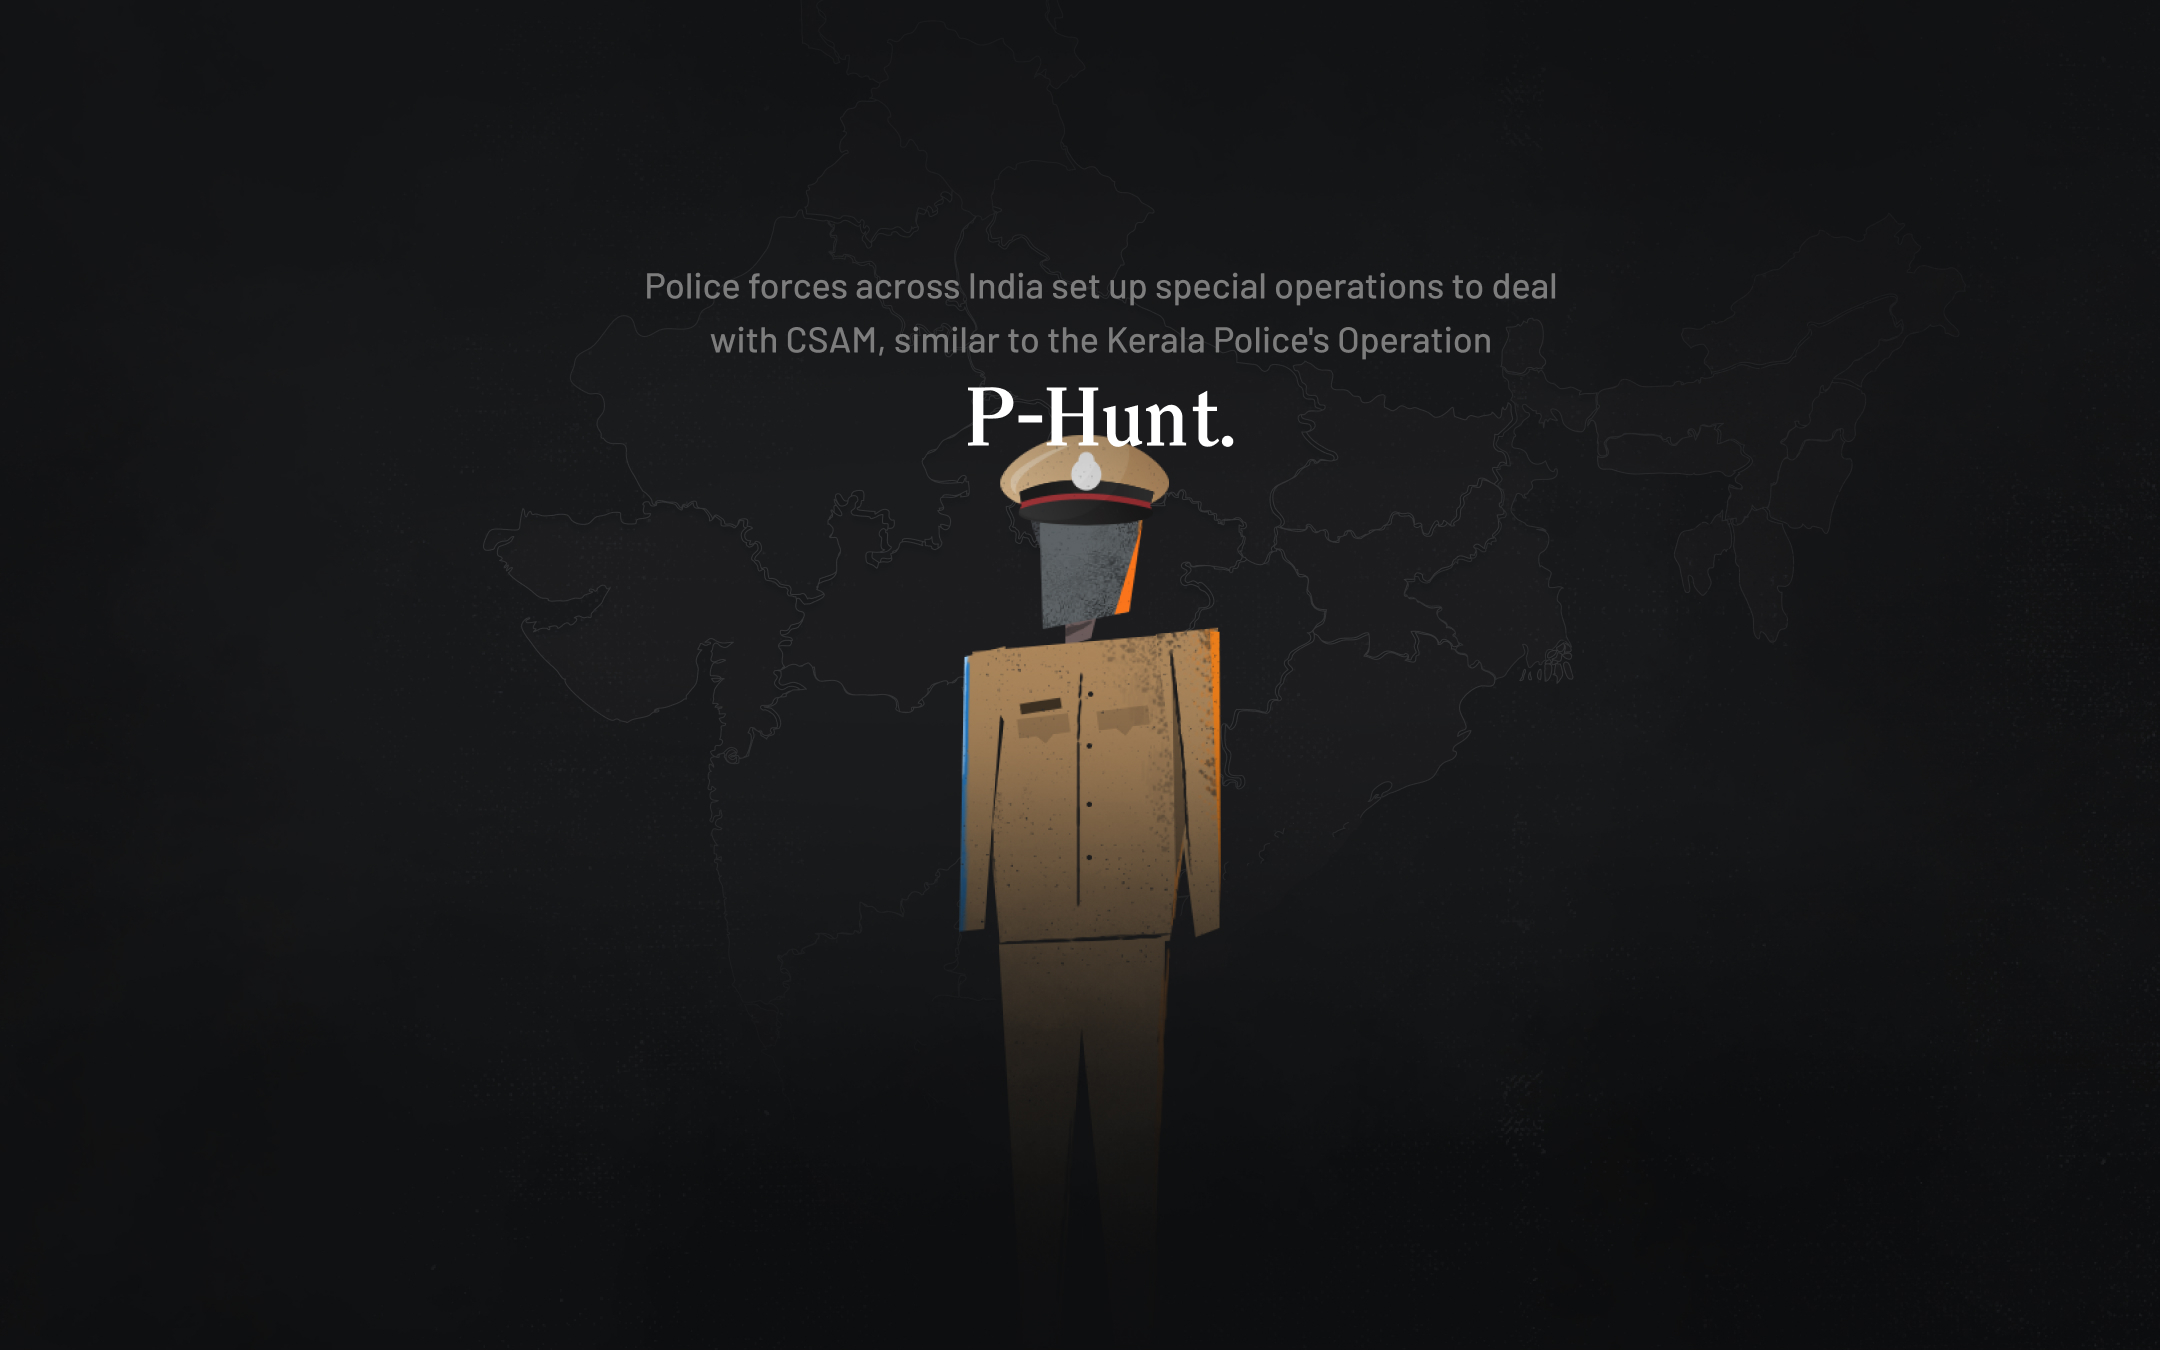 Police forces across India set up special operations to deal
with CSAM, similar to the Kerala Police's Operation
P-Hunt.